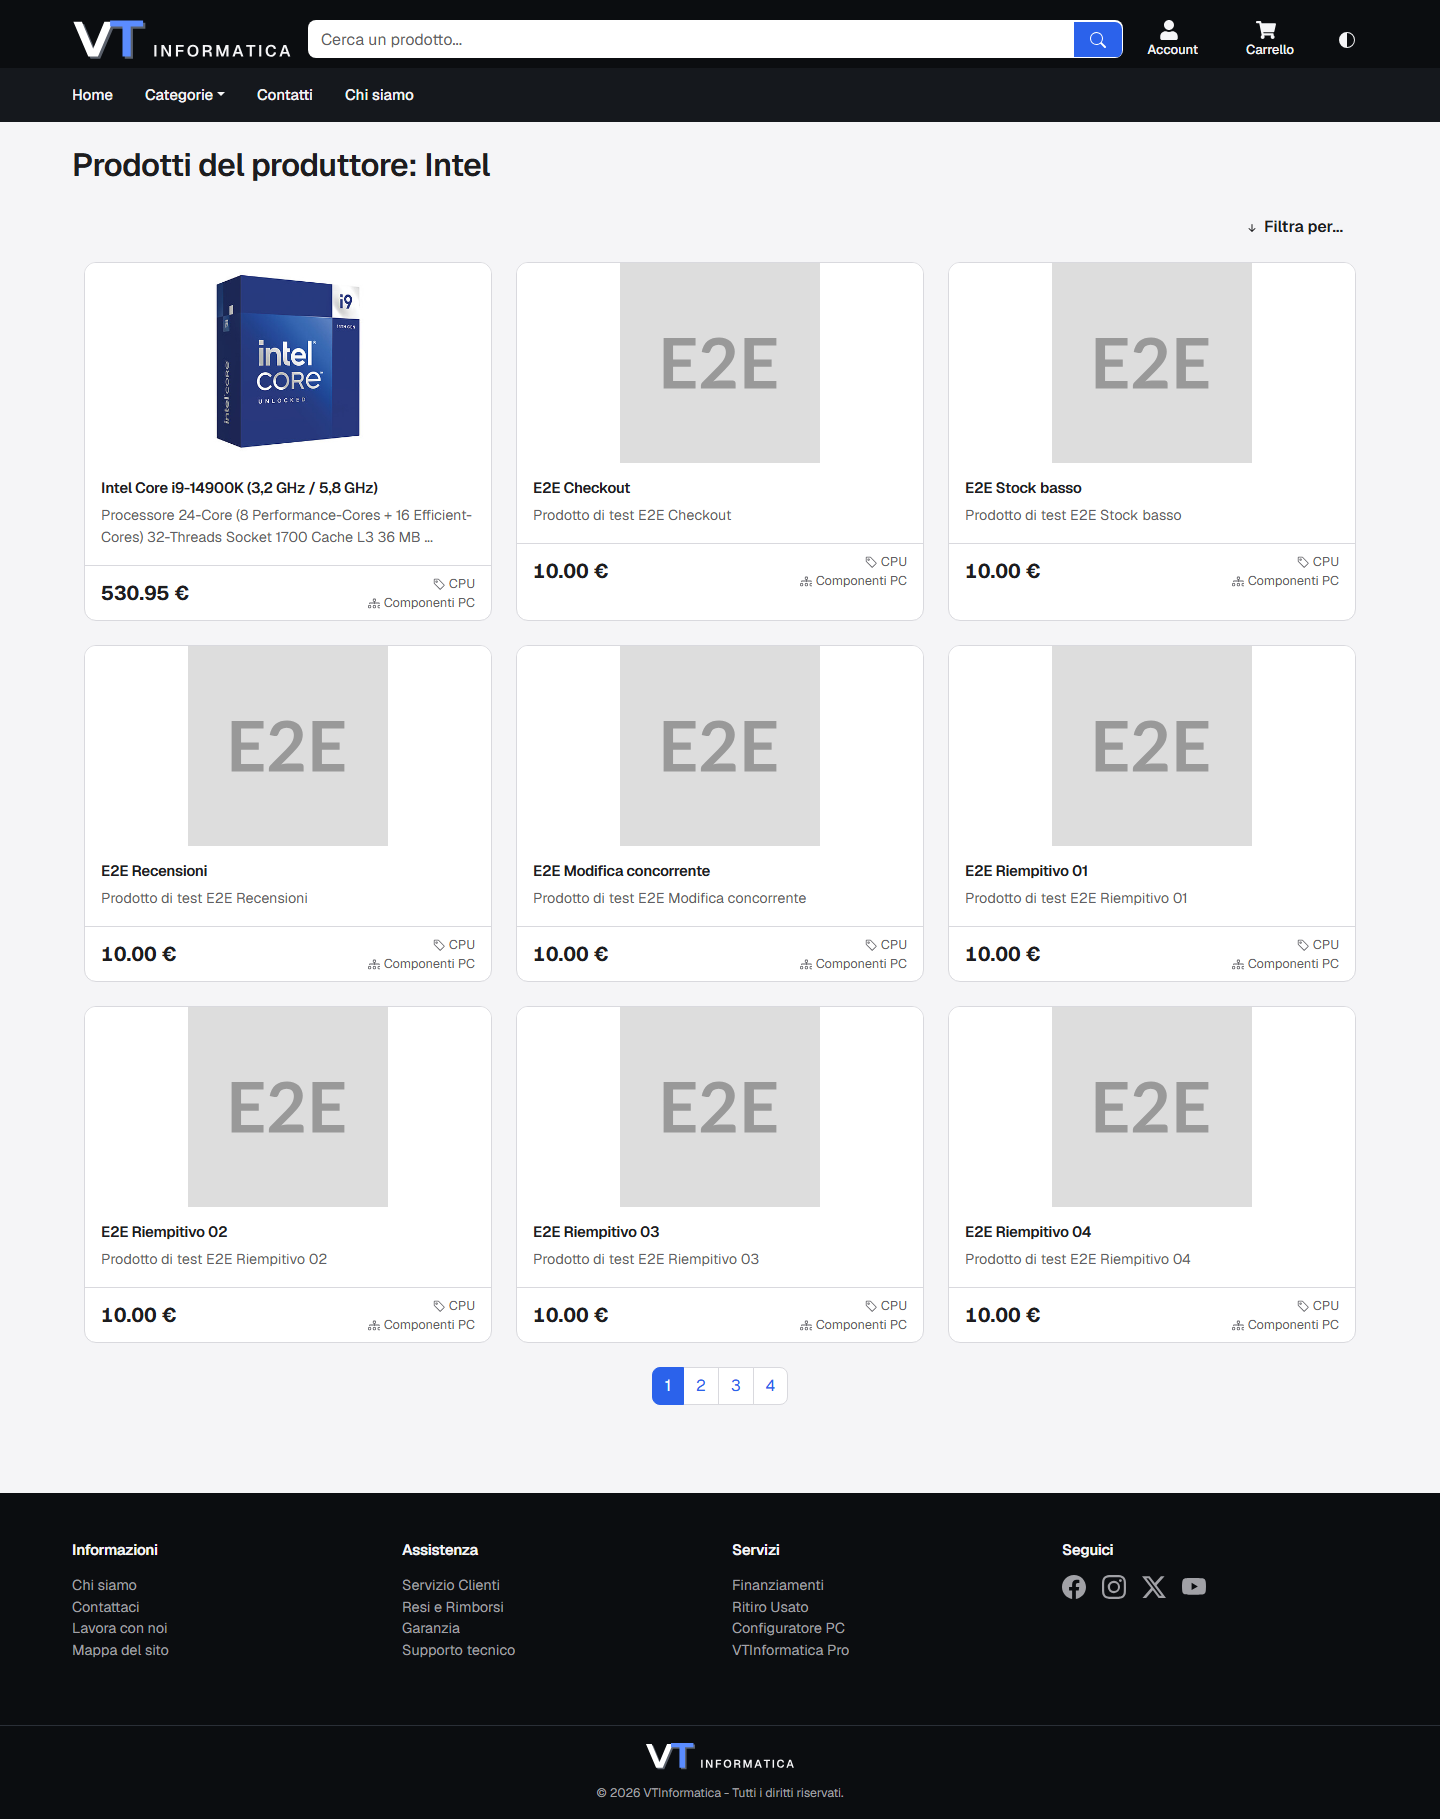 VT INFORMATICA
Cerca un prodotto...
Account
Carrello
Home
Categorie
Contatti
Chi siamo
Prodotti del produttore: Intel
Filtra per...
i9
intel
CORE
UNLOCKED
intel core
Intel Core i9-14900K (3,2 GHz / 5,8 GHz)
Processore 24-Core (8 Performance-Cores + 16 Efficient-
Cores) 32-Threads Socket 1700 Cache L3 36 MB ...
530.95 €
CPU
Componenti PC
E2E
E2E Checkout
Prodotto di test E2E Checkout
10.00 €
CPU
Componenti PC
E2E
E2E Stock basso
Prodotto di test E2E Stock basso
10.00 €
CPU
Componenti PC
E2E
E2E Recensioni
Prodotto di test E2E Recensioni
10.00 €
CPU
Componenti PC
E2E
E2E Modifica concorrente
Prodotto di test E2E Modifica concorrente
10.00 €
CPU
Componenti PC
E2E
E2E Riempitivo 01
Prodotto di test E2E Riempitivo 01
10.00 €
CPU
Componenti PC
E2E
E2E Riempitivo 02
Prodotto di test E2E Riempitivo 02
10.00 €
CPU
Componenti PC
E2E
E2E Riempitivo 03
Prodotto di test E2E Riempitivo 03
10.00 €
CPU
Componenti PC
E2E
E2E Riempitivo 04
Prodotto di test E2E Riempitivo 04
10.00 €
CPU
Componenti PC
1 2 3 4
Informazioni
Chi siamo
Contattaci
Lavora con noi
Mappa del sito
Assistenza
Servizio Clienti
Resi e Rimborsi
Garanzia
Supporto tecnico
Servizi
Finanziamenti
Ritiro Usato
Configuratore PC
VTInformatica Pro
Seguici
VT INFORMATICA
© 2026 VTInformatica - Tutti i diritti riservati.